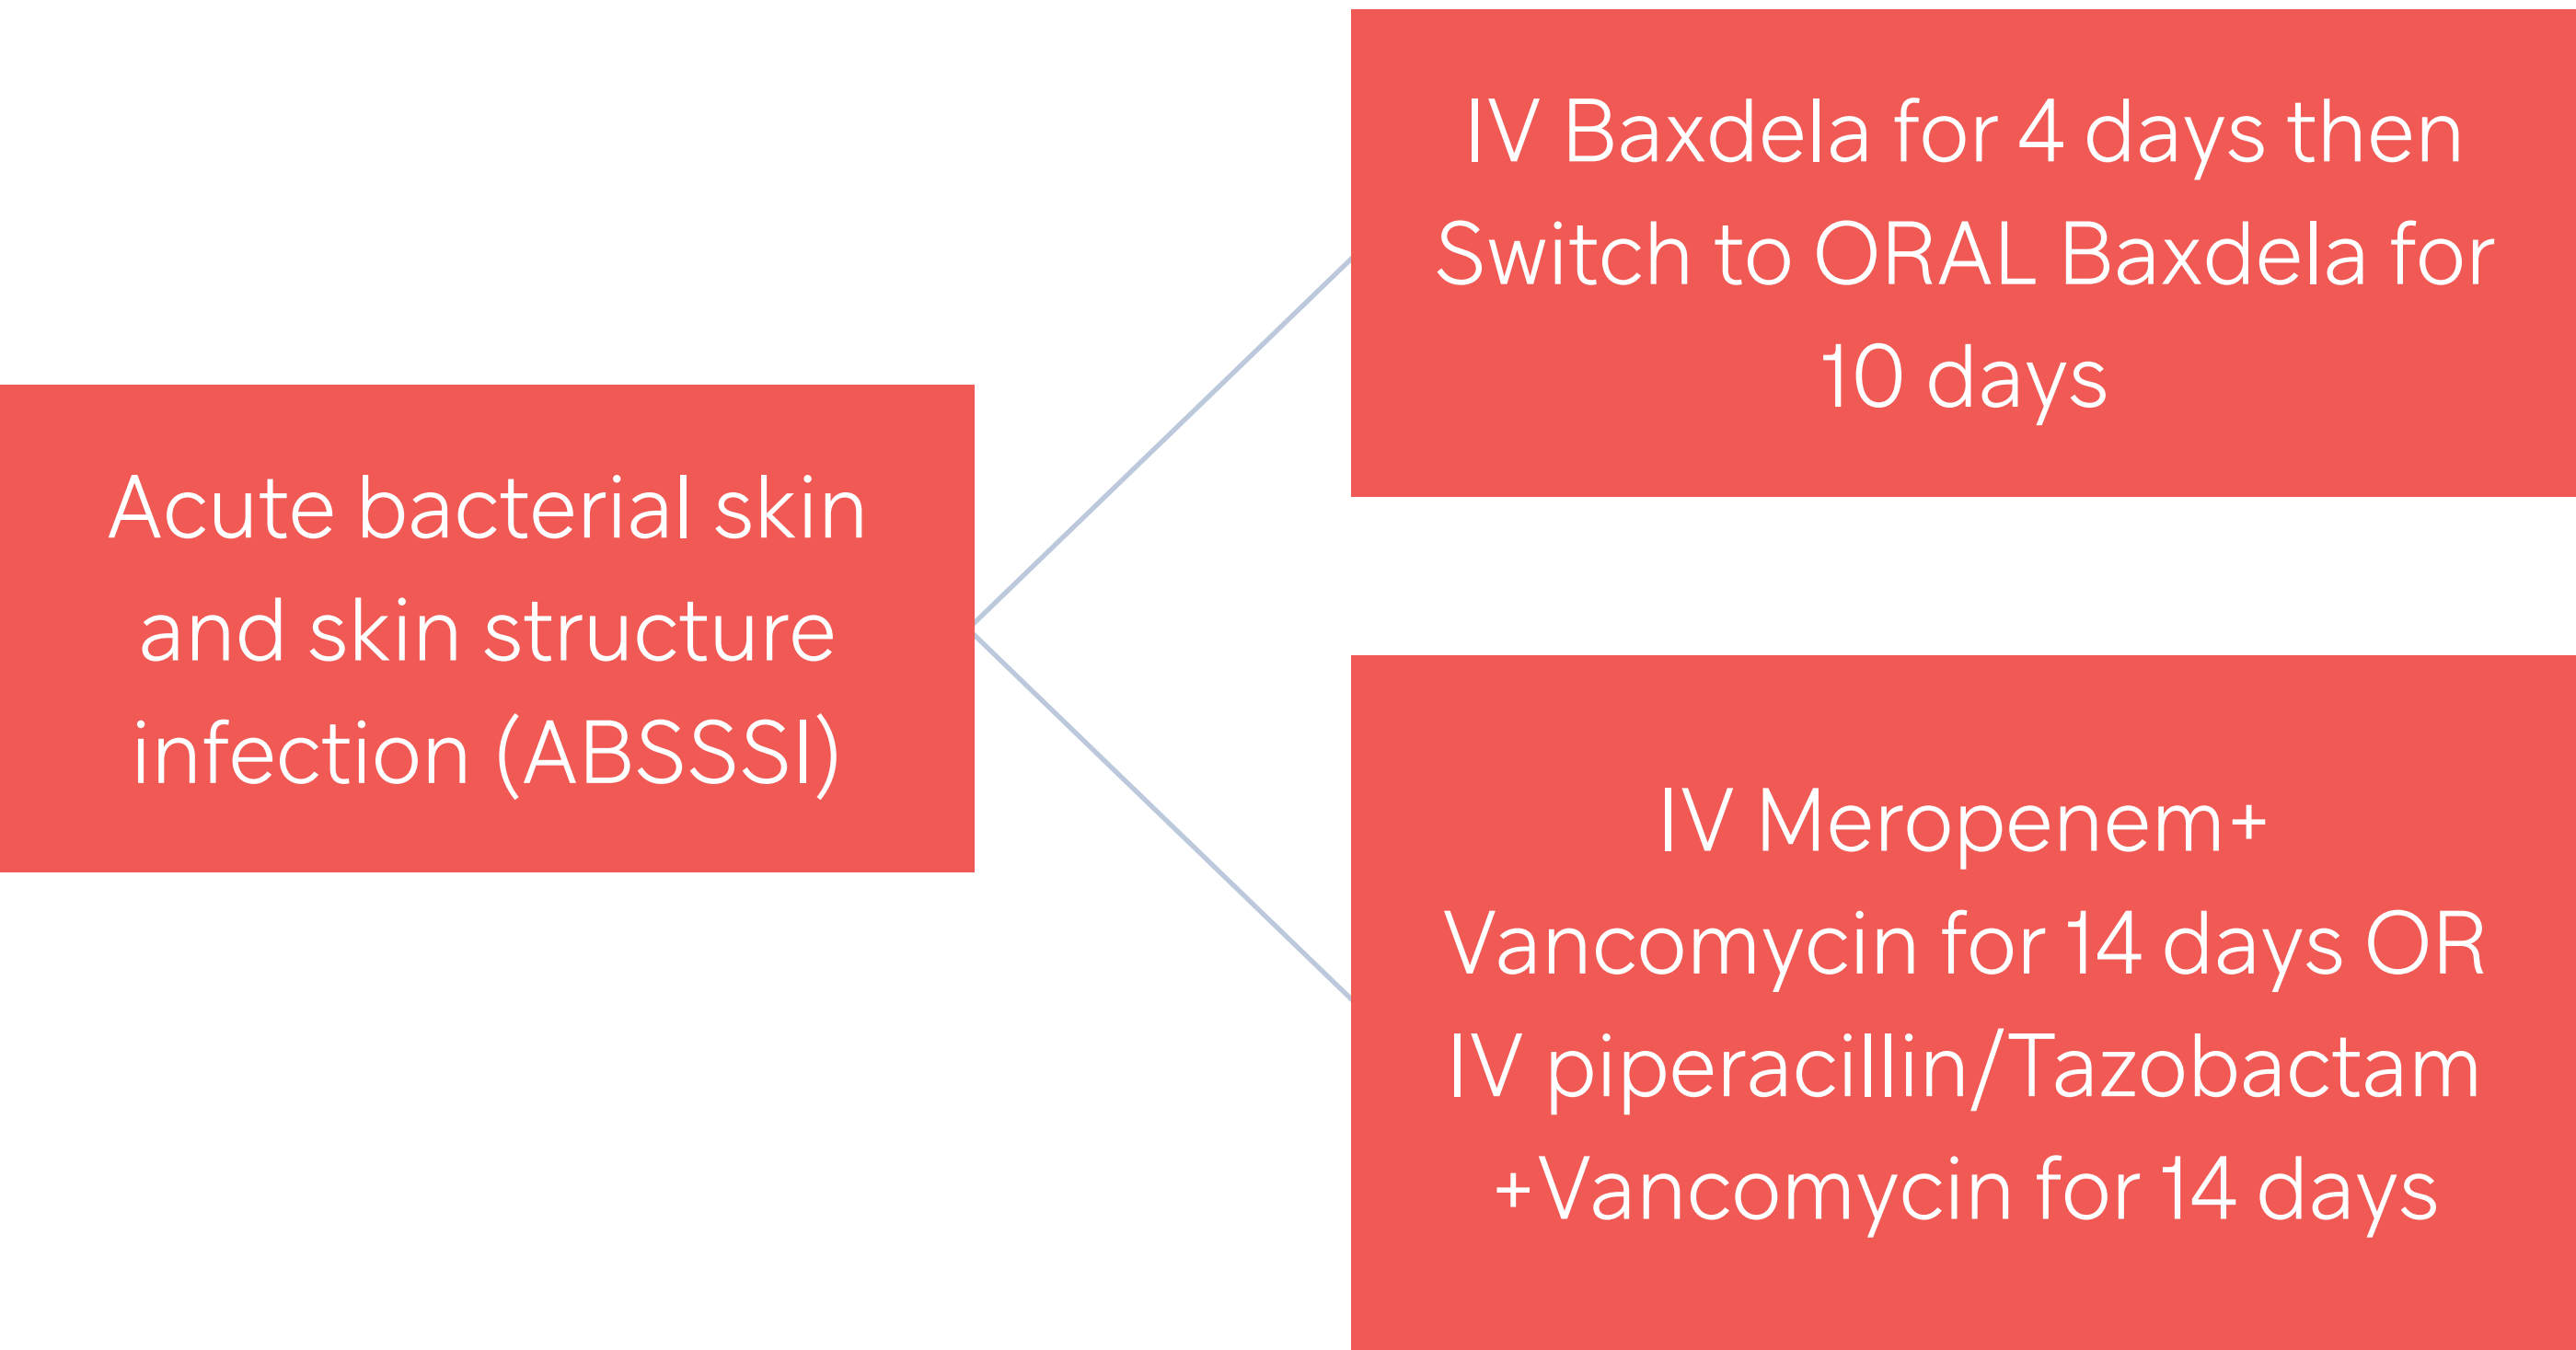 Acute bacterial skin
and skin structure
infection (ABSSSI)
IV Baxdela for 4 days then
Switch to ORAL Baxdela for
10 days
IV Meropenem+
Vancomycin for 14 days OR
IV piperacillin/Tazobactam
+Vancomycin for 14 days